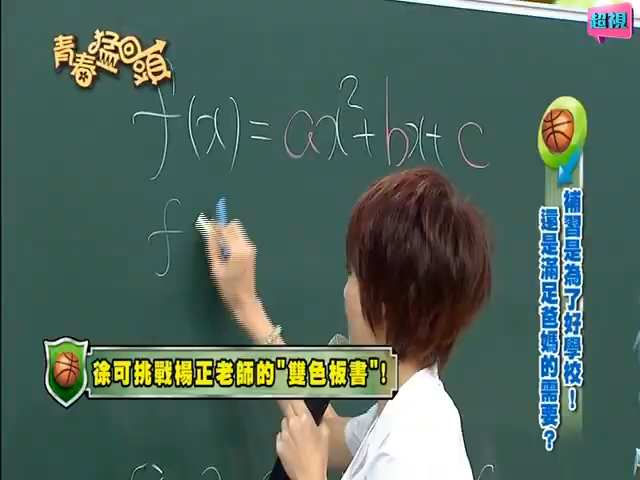 超視
青春掹回頭
f(x) = ax²+bx+c
f
補習是為了好學校！
還是滿足爸媽的需要？
徐可挑戰楊正老師的"雙色板書"！